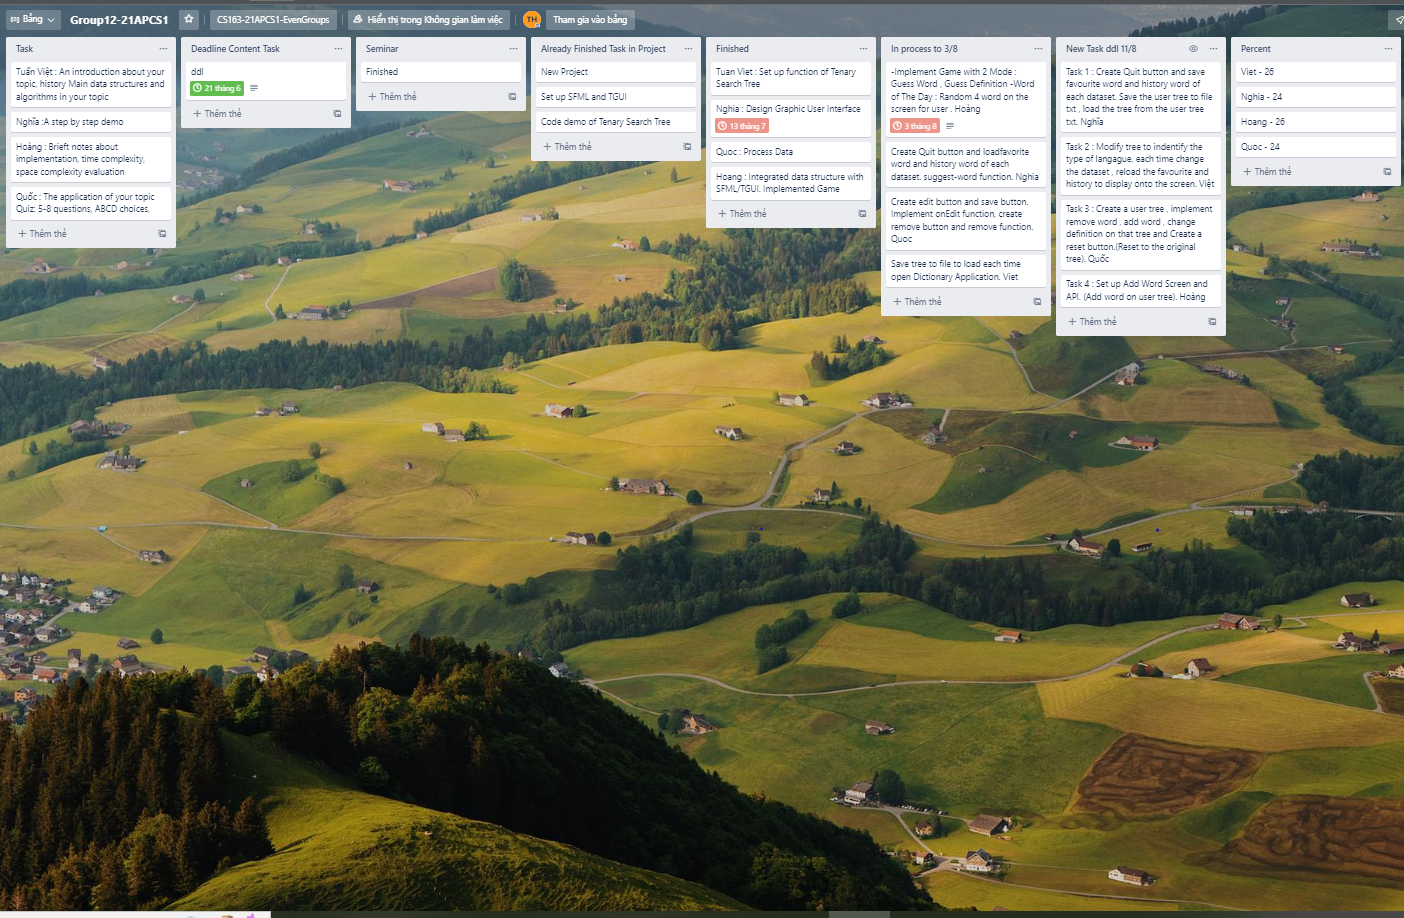 Bảng
Group12-21APCS1
CS163-21APCS1-EvenGroups
Hiển thị trong Không gian làm việc
TH
Tham gia vào bảng
Task
Tuấn Việt : An introduction about your
topic, history Main data structures and
algorithms in your topic
Nghĩa :A step by step demo
Hoàng : Brieft notes about
implementation, time complexity,
space complexity evaluation
Quốc : The application of your topic
Quiz: 5-8 questions, ABCD choices,
+ Thêm thẻ
Deadline Content Task
ddl
21 tháng 6
+ Thêm thẻ
Seminar
Finished
+ Thêm thẻ
Already Finished Task in Project
New Project
Set up SFML and TGUI
Code demo of Tenary Search Tree
+ Thêm thẻ
Finished
Tuan Viet : Set up function of Tenary
Search Tree
Nghia : Design Graphic User Interface
13 tháng 7
Quoc : Process Data
Hoang : Integrated data structure with
SFML/TGUI. Implemented Game
+ Thêm thẻ
In process to 3/8
-Implement Game with 2 Mode :
Guess Word , Guess Definition -Word
of The Day : Random 4 word on the
screen for user . Hoàng
3 tháng 8
Create Quit button and loadfavorite
word and history word of each
dataset. suggest-word function. Nghia
Create edit button and save button.
Implement onEdit function, create
remove button and remove function.
Quoc
Save tree to file to load each time
open Dictionary Application. Viet
+ Thêm thẻ
New Task ddl 11/8
Task 1 : Create Quit button and save
favourite word and history word of
each dataset. Save the user tree to file
txt , load the tree from the user tree
txt. Nghĩa
Task 2 : Modify tree to indentify the
type of langague, each time change
the dataset , reload the favourite and
history to display onto the screen. Việt
Task 3 : Create a user tree , implement
remove word , add word , change
definition on that tree and Create a
reset button.(Reset to the original
tree). Quốc
Task 4 : Set up Add Word Screen and
API. (Add word on user tree). Hoàng
+ Thêm thẻ
Percent
Viet - 26
Nghia - 24
Hoang - 26
Quoc - 24
+ Thêm thẻ